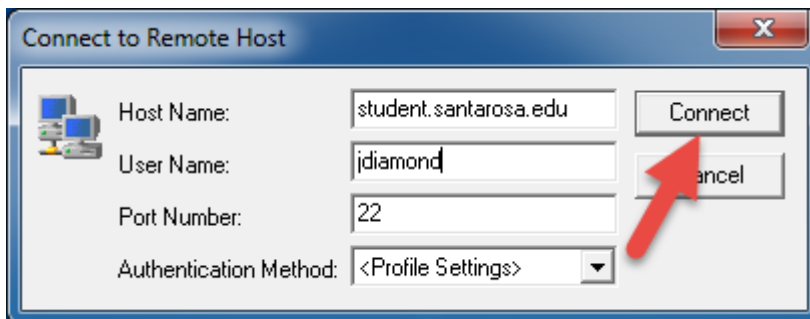 Connect to Remote Host
Host Name: student.santarosa.edu Connect
User Name: jdiamond ancel
Port Number: 22
Authentication Method: <Profile Settings>